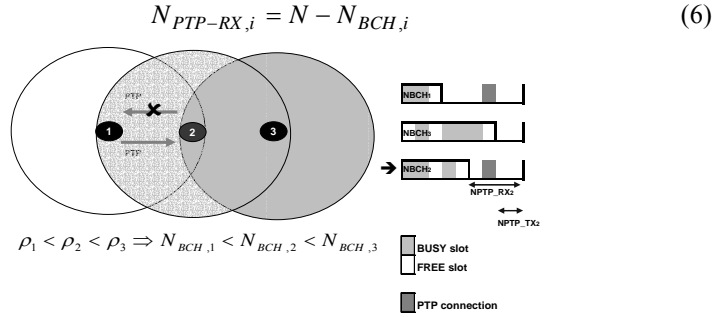 N_{PTP-RX,i} = N - N_{BCH,i} (6)
PTP
PTP
1
2
3
NBCH₁
NBCH₃
NBCH₂
➔
NPTP_RX₂
NPTP_TX₂
ρ₁ < ρ₂ < ρ₃ ⇒ N_{BCH,1} < N_{BCH,2} < N_{BCH,3}
BUSY slot
FREE slot
PTP connection